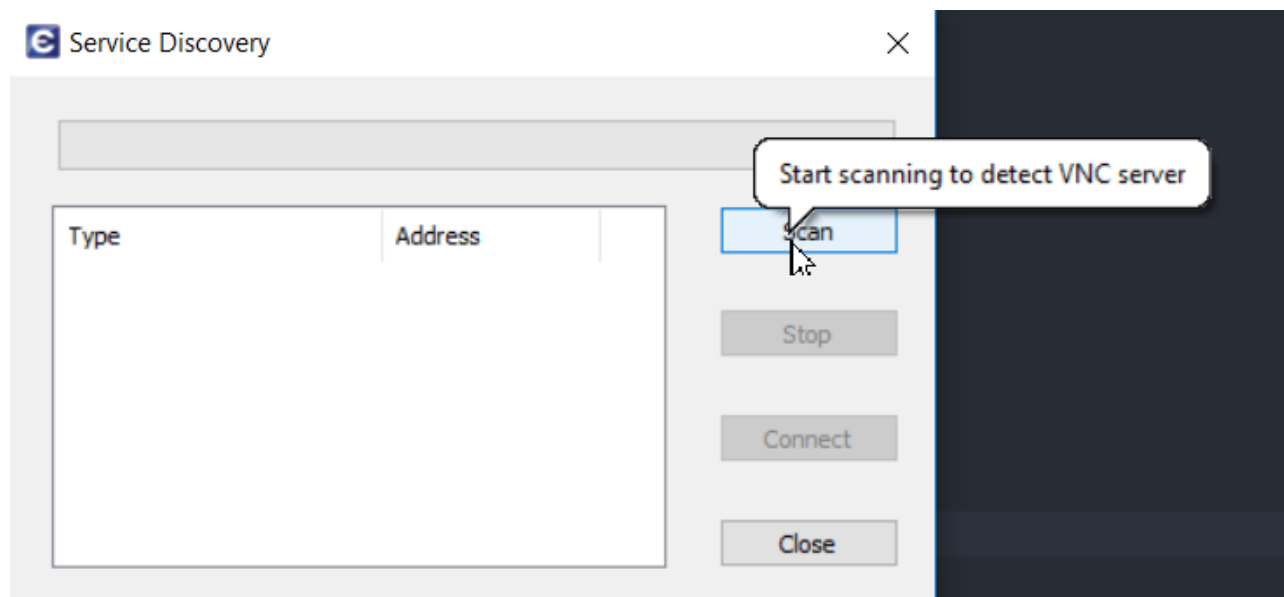 Service Discovery
Start scanning to detect VNC server
Type Address
Scan
Stop
Connect
Close